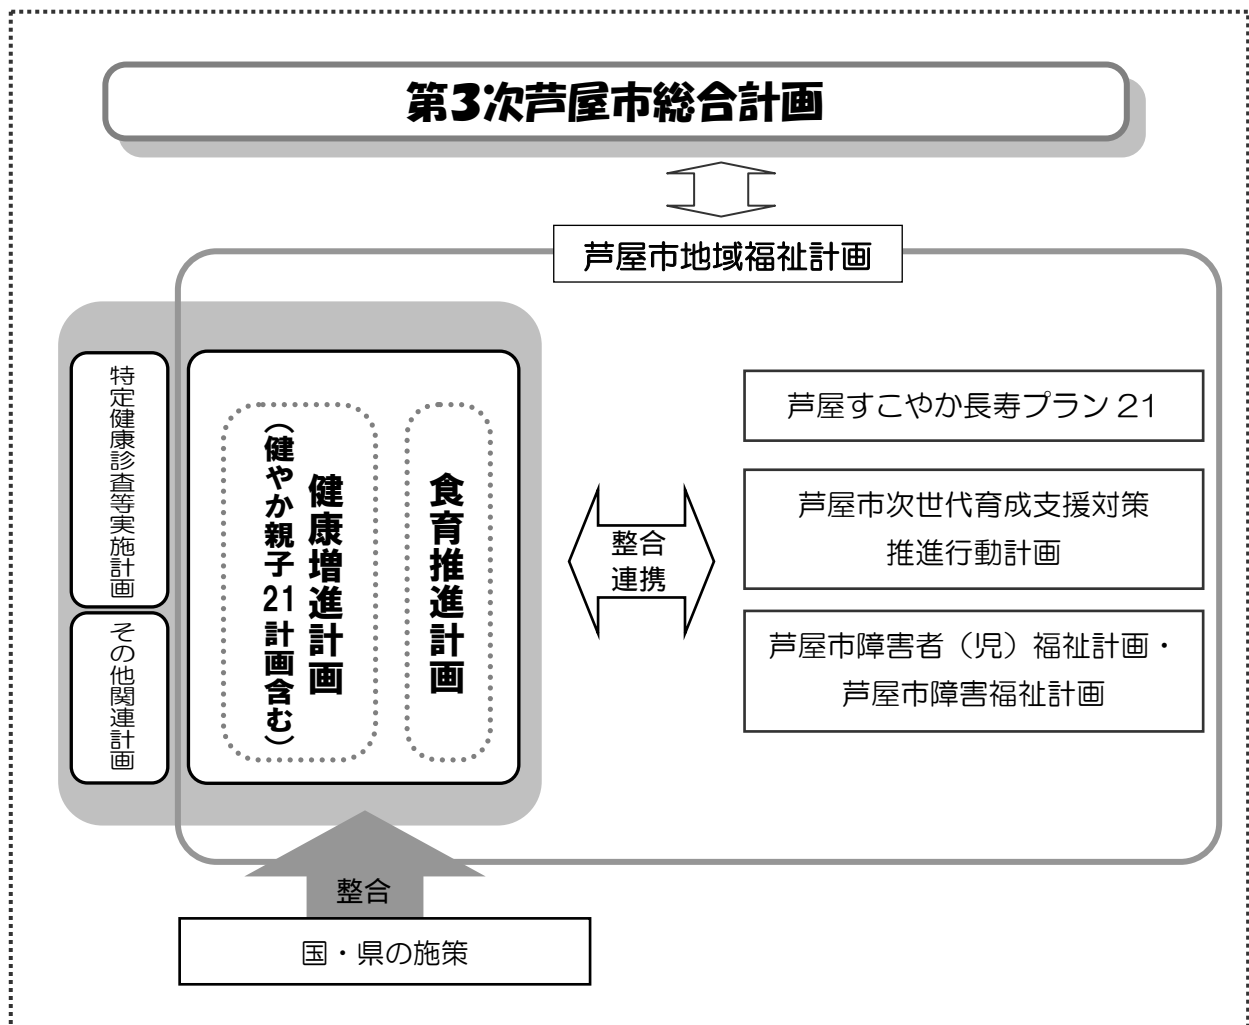 第3次芦屋市総合計画
芦屋市地域福祉計画
特定健康診査等実施計画
その他関連計画
食育推進計画
健康増進計画
（健やか親子21計画含む）
整合
連携
芦屋すこやか長寿プラン21
芦屋市次世代育成支援対策
推進行動計画
芦屋市障害者（児）福祉計画・
芦屋市障害福祉計画
整合
国・県の施策